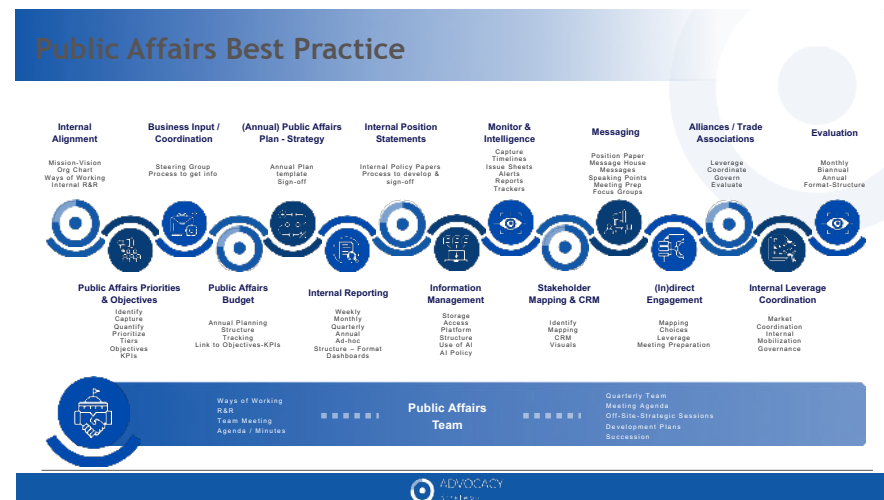 Public Affairs Best Practice
Internal
Alignment
Mission-Vision
Org Chart
Ways of Working
Internal R&R
Business Input /
Coordination
Steering Group
Process to get info
(Annual) Public Affairs
Plan - Strategy
Annual Plan
template
Sign-off
Internal Position
Statements
Internal Policy Papers
Process to develop &
sign-off
Monitor &
Intelligence
Capture
Timelines
Issue Sheets
Alerts
Reports
Trackers
Messaging
Position Paper
Message House
Messages
Speaking Points
Meeting Prep
Focus Groups
Alliances / Trade
Associations
Leverage
Coordinate
Govern
Evaluate
Evaluation
Monthly
Biannual
Annual
Format-Structure
Public Affairs Priorities
& Objectives
Identify
Capture
Quantify
Prioritize
Tiers
Objectives
KPIs
Public Affairs
Budget
Annual Planning
Structure
Tracking
Link to Objectives-KPIs
Internal Reporting
Weekly
Monthly
Quarterly
Annual
Ad-hoc
Structure – Format
Dashboards
Information
Management
Storage
Access
Platform
Structure
Use of AI
AI Policy
Stakeholder
Mapping & CRM
Identify
Mapping
CRM
Visuals
(In)direct
Engagement
Mapping
Choices
Leverage
Meeting Preparation
Internal Leverage
Coordination
Market
Coordination
Internal
Mobilization
Governance
Ways of Working
R&R
Team Meeting
Agenda / Minutes
Public Affairs
Team
Quarterly Team
Meeting Agenda
Off-Site-Strategic Sessions
Development Plans
Succession
ADVOCACY
strategy